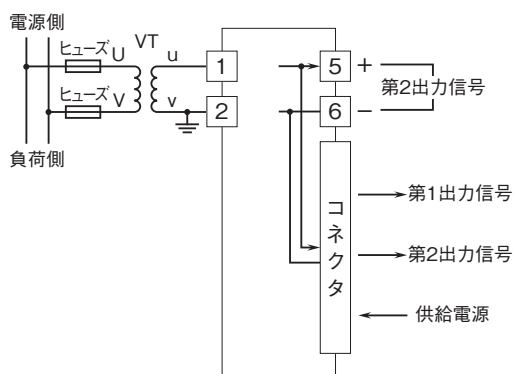 電源側
ヒューズ U VT u 1 5 +
第2出力信号
ヒューズ V v 2 6 −
負荷側
コネクタ
第1出力信号
第2出力信号
供給電源